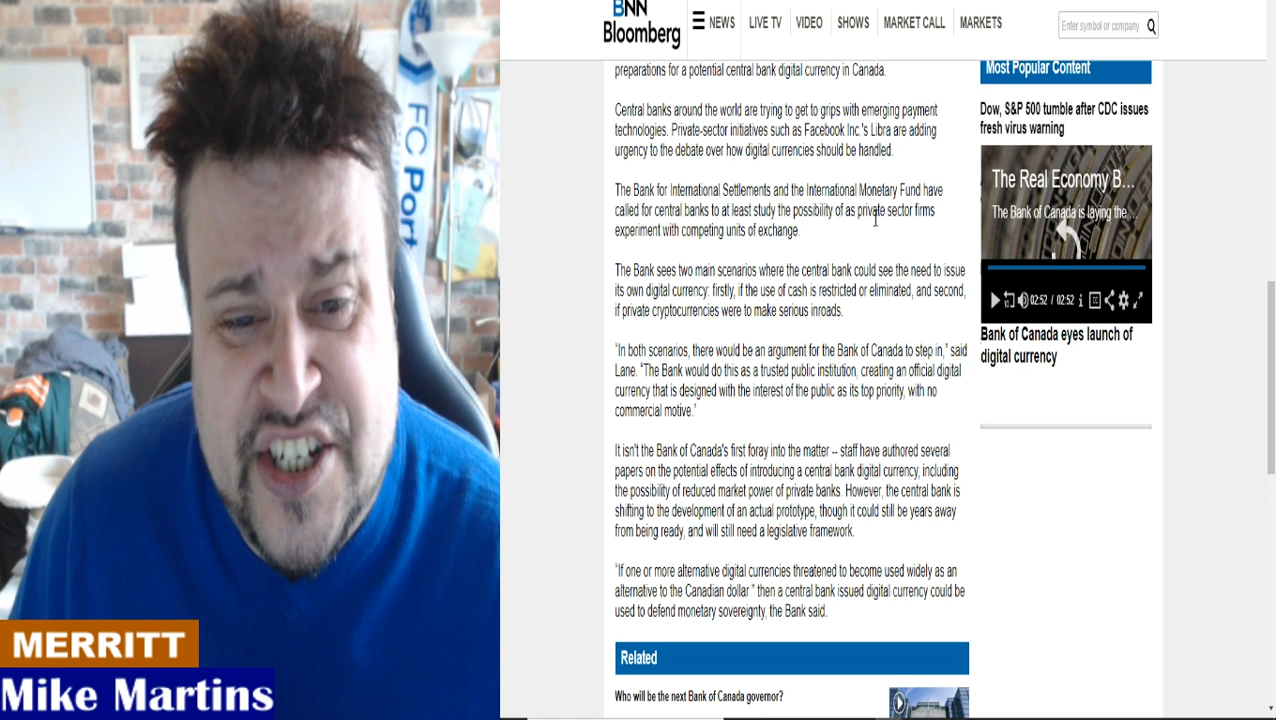 BNN
Bloomberg
NEWS
LIVE TV
VIDEO
SHOWS
MARKET CALL
MARKETS
Enter symbol or company
preparations for a potential central bank digital currency in Canada.
Central banks around the world are trying to get to grips with emerging payment
technologies. Private-sector initiatives such as Facebook Inc.'s Libra are adding
urgency to the debate over how digital currencies should be handled.
The Bank for International Settlements and the International Monetary Fund have
called for central banks to at least study the possibility of as private sector firms
experiment with competing units of exchange.
The Bank sees two main scenarios where the central bank could see the need to issue
its own digital currency: firstly, if the use of cash is restricted or eliminated, and second,
if private cryptocurrencies were to make serious inroads.
“In both scenarios, there would be an argument for the Bank of Canada to step in,” said
Lane. “The Bank would do this as a trusted public institution, creating an official digital
currency that is designed with the interest of the public as its top priority, with no
commercial motive.”
It isn't the Bank of Canada's first foray into the matter -- staff have authored several
papers on the potential effects of introducing a central bank digital currency, including
the possibility of reduced market power of private banks. However, the central bank is
shifting to the development of an actual prototype, though it could still be years away
from being ready, and will still need a legislative framework.
“If one or more alternative digital currencies threatened to become used widely as an
alternative to the Canadian dollar ” then a central bank issued digital currency could be
used to defend monetary sovereignty, the Bank said.
Related
Who will be the next Bank of Canada governor?
Most Popular Content
Dow, S&P 500 tumble after CDC issues
fresh virus warning
The Real Economy B...
The Bank of Canada is laying the...
02:52 / 02:52
Bank of Canada eyes launch of
digital currency
FC Port
MERRITT
Mike Martins